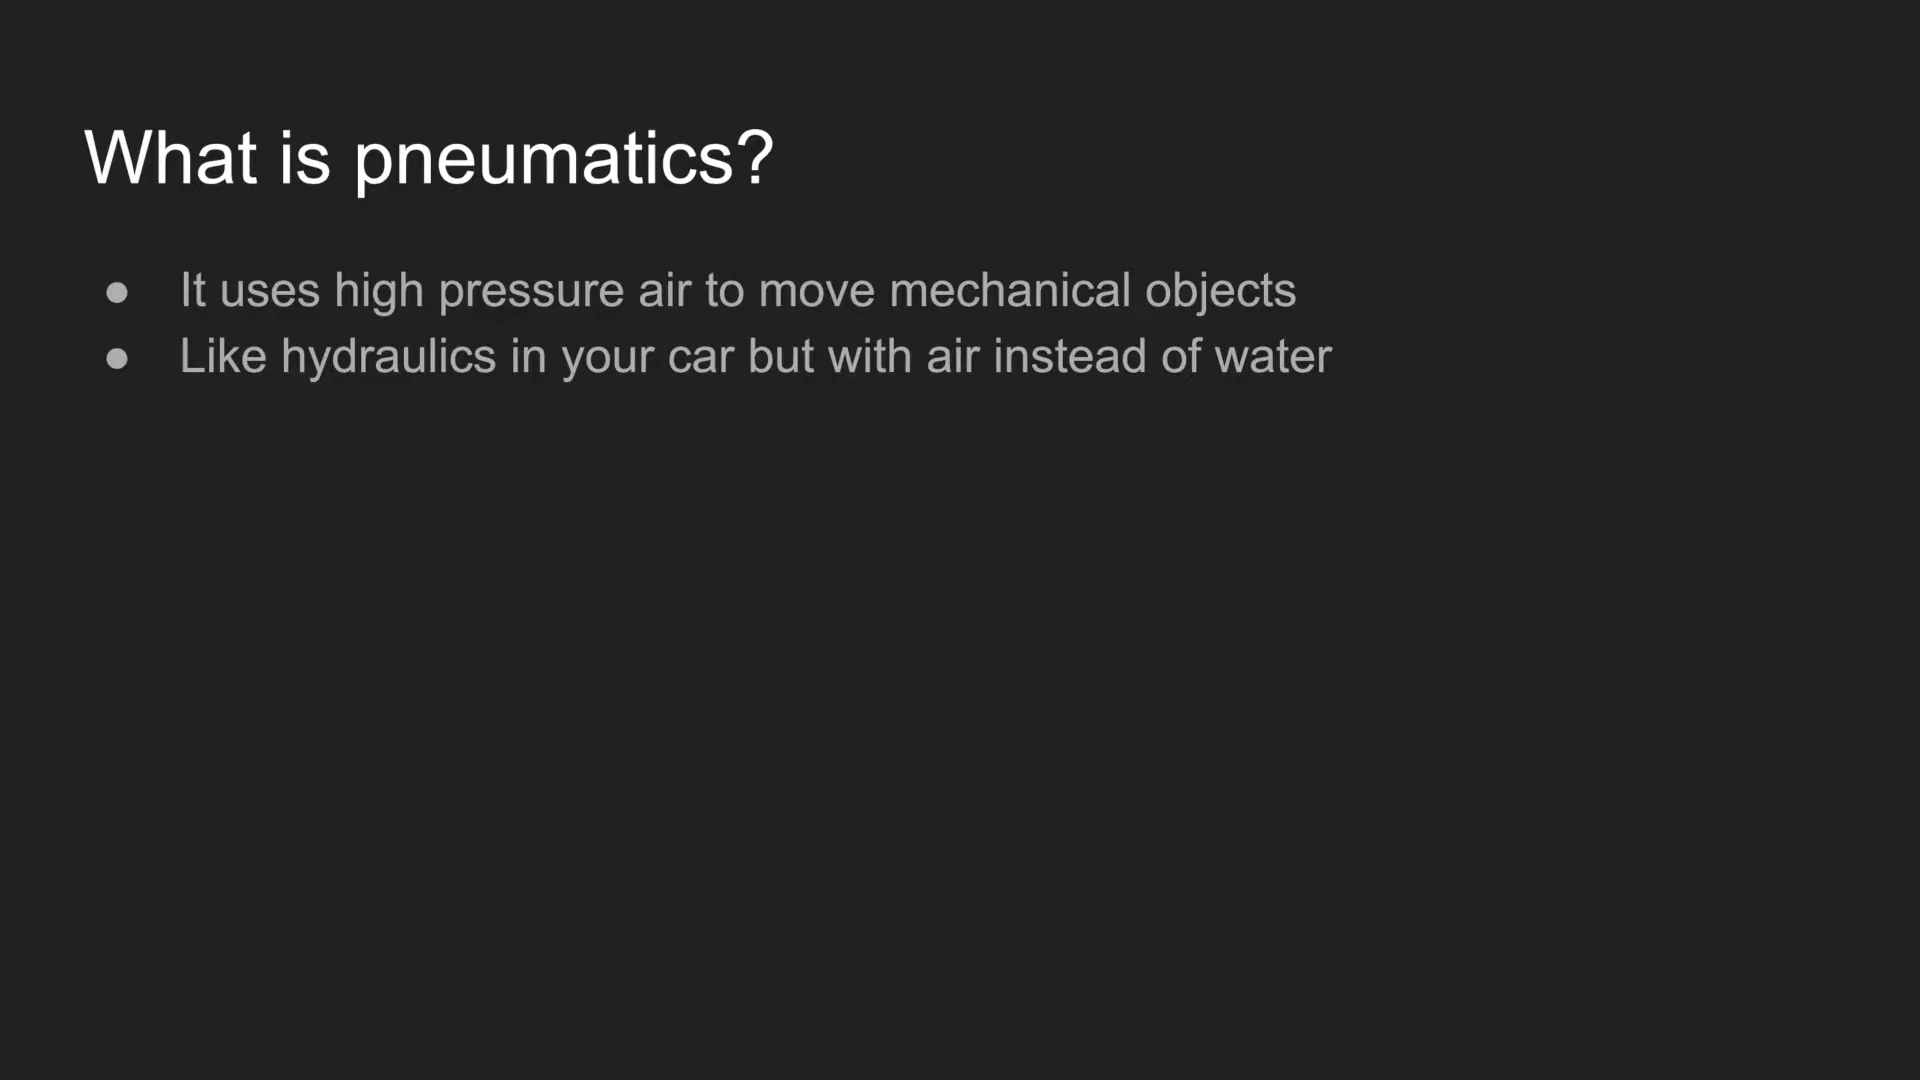 What is pneumatics?
● It uses high pressure air to move mechanical objects
● Like hydraulics in your car but with air instead of water